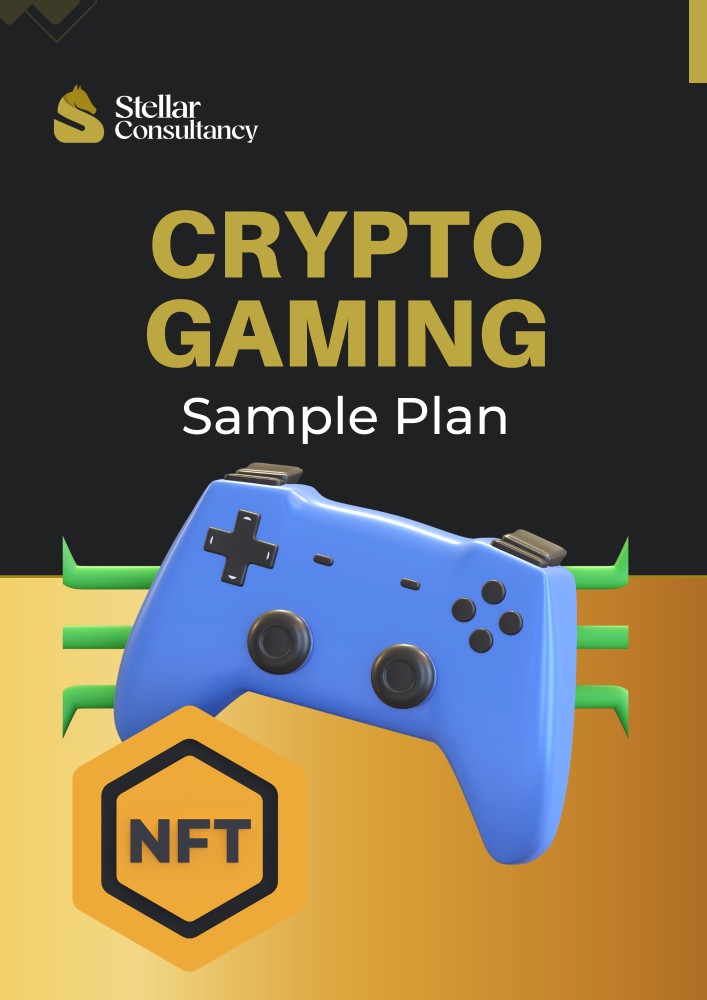 Stellar
Consultancy
CRYPTO
GAMING
Sample Plan
NFT